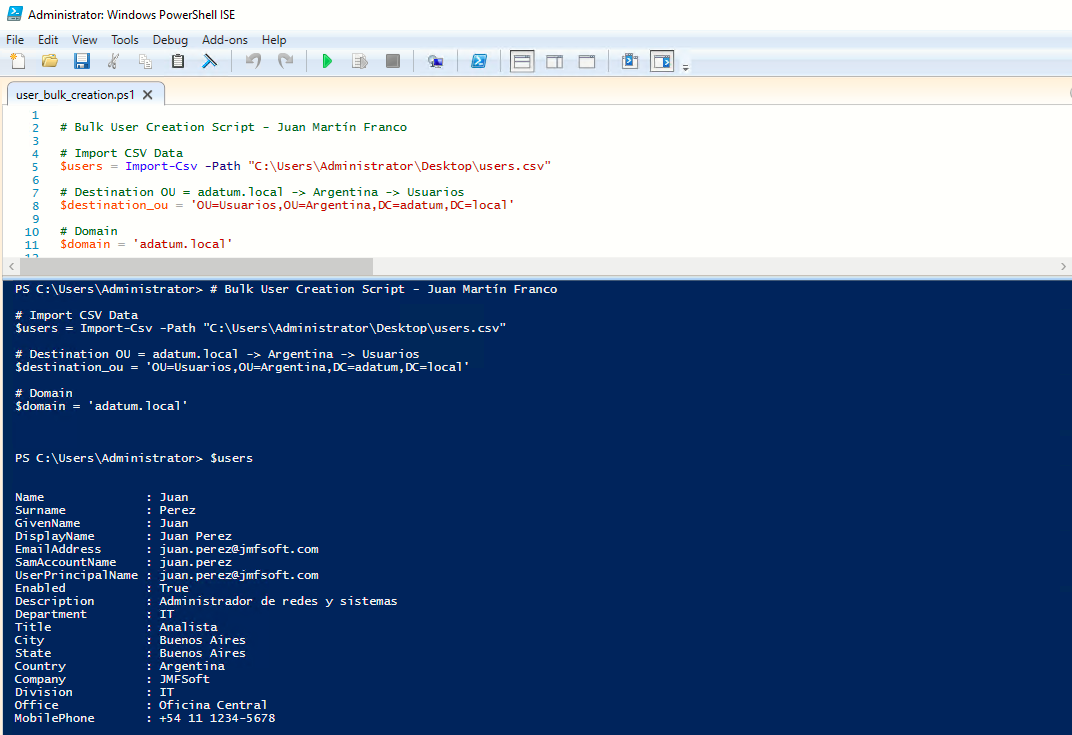 Administrator: Windows PowerShell ISE
File Edit View Tools Debug Add-ons Help
user_bulk_creation.ps1
1
2 # Bulk User Creation Script - Juan Martín Franco
3
4 # Import CSV Data
5 $users = Import-Csv -Path "C:\Users\Administrator\Desktop\users.csv"
6
7 # Destination OU = adatum.local -> Argentina -> Usuarios
8 $destination_ou = 'OU=Usuarios,OU=Argentina,DC=adatum,DC=local'
9
10 # Domain
11 $domain = 'adatum.local'
12
PS C:\Users\Administrator> # Bulk User Creation Script - Juan Martín Franco
# Import CSV Data
$users = Import-Csv -Path "C:\Users\Administrator\Desktop\users.csv"
# Destination OU = adatum.local -> Argentina -> Usuarios
$destination_ou = 'OU=Usuarios,OU=Argentina,DC=adatum,DC=local'
# Domain
$domain = 'adatum.local'
PS C:\Users\Administrator> $users
Name : Juan
Surname : Perez
GivenName : Juan
DisplayName : Juan Perez
EmailAddress : juan.perez@jmfsoft.com
SamAccountName : juan.perez
UserPrincipalName : juan.perez@jmfsoft.com
Enabled : True
Description : Administrador de redes y sistemas
Department : IT
Title : Analista
City : Buenos Aires
State : Buenos Aires
Country : Argentina
Company : JMFSoft
Division : IT
Office : Oficina Central
MobilePhone : +54 11 1234-5678